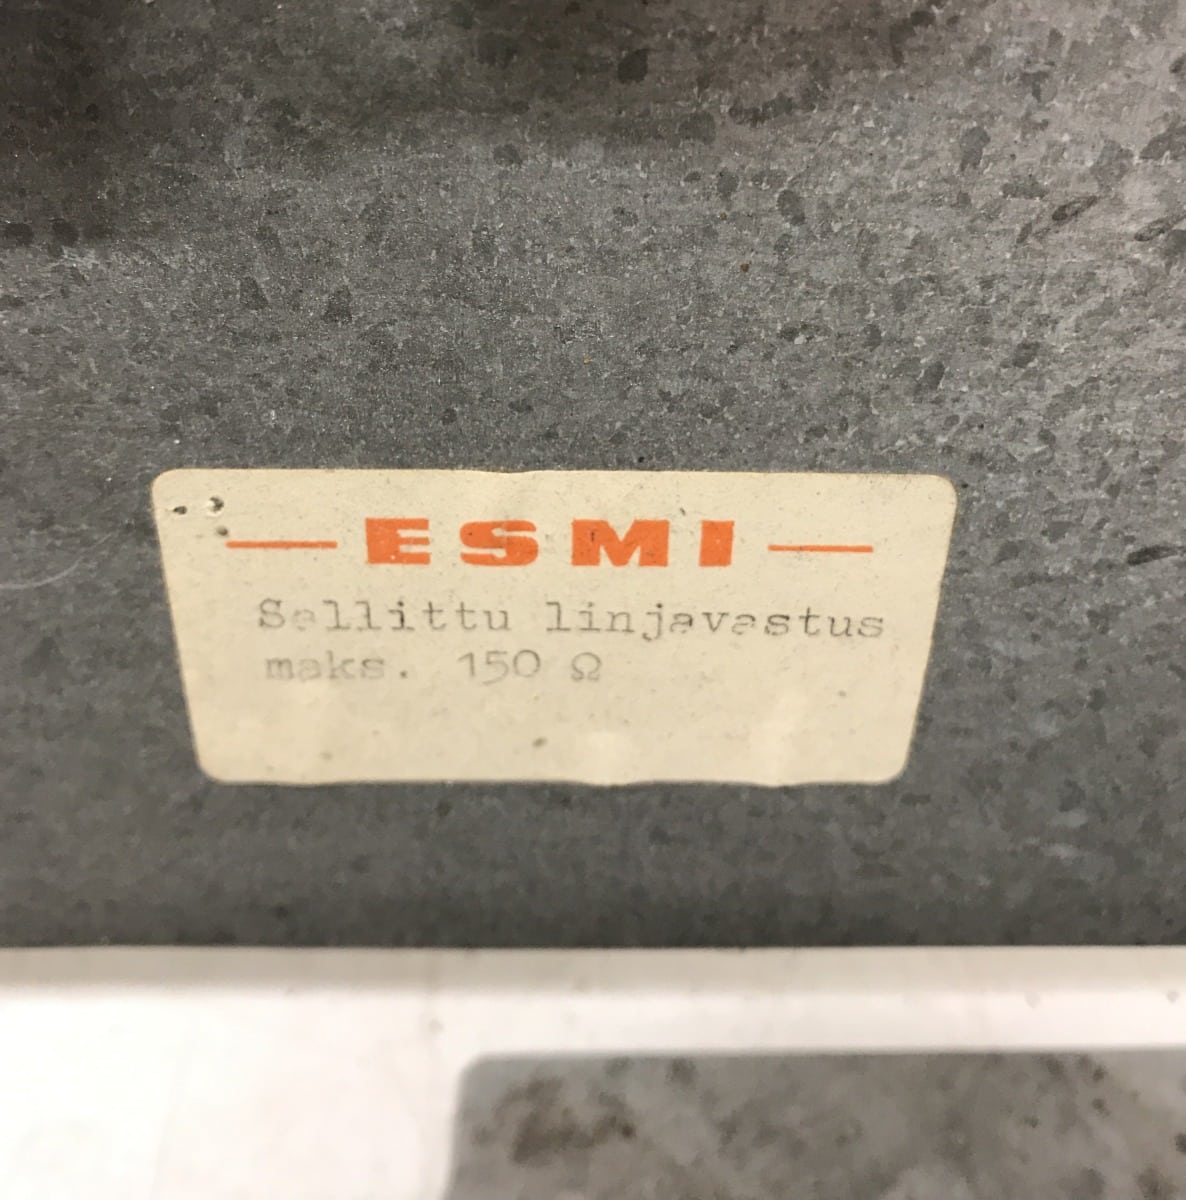 ESMI
Sallittu linjavastus
maks. 150 Ω